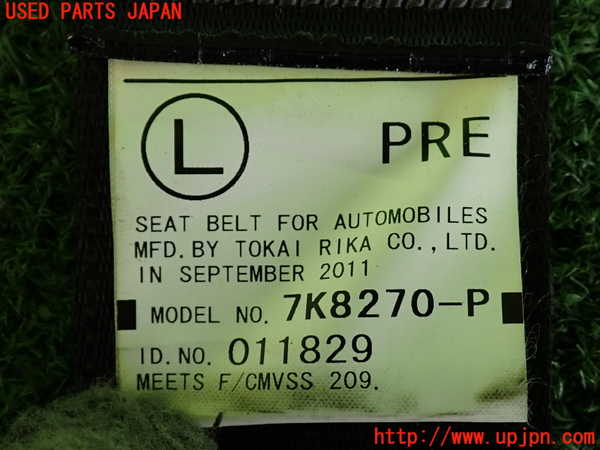 USED PARTS JAPAN
L PRE
SEAT BELT FOR AUTOMOBILES
MFD. BY TOKAI RIKA CO., LTD.
IN SEPTEMBER 2011
MODEL NO. 7K8270-P
ID. NO. 011829
MEETS F/CMVSS 209.
http://www.upjpn.com/